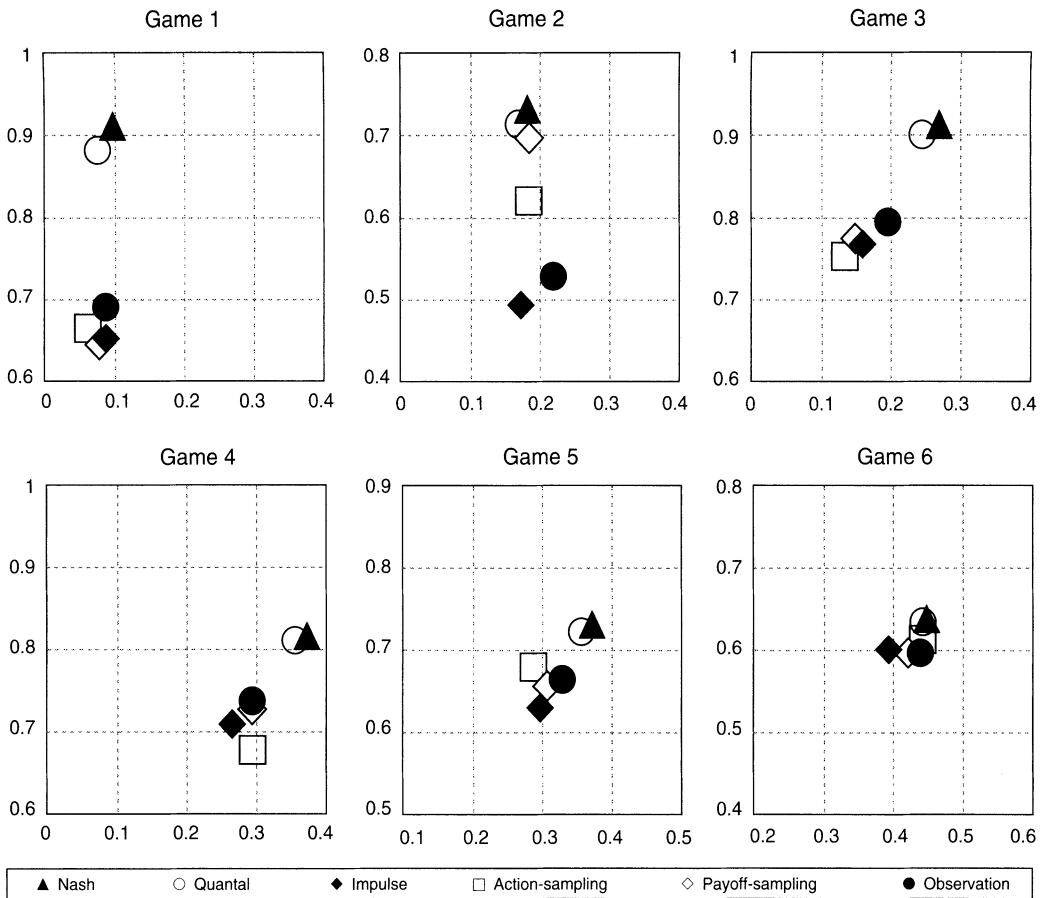 Game 1 Game 2 Game 3
1 0.8 1
0.9 0.7 0.9
0.8 0.6 0.8
0.7 0.5 0.7
0.6 0.4 0.6
0 0.1 0.2 0.3 0.4 0 0.1 0.2 0.3 0.4 0 0.1 0.2 0.3 0.4
Game 4 Game 5 Game 6
1 0.9 0.8
0.9 0.8 0.7
0.8 0.7 0.6
0.7 0.6 0.5
0.6 0.5 0.4
0 0.1 0.2 0.3 0.4 0.1 0.2 0.3 0.4 0.5 0.2 0.3 0.4 0.5 0.6
Nash Quantal Impulse Action-sampling Payoff-sampling Observation